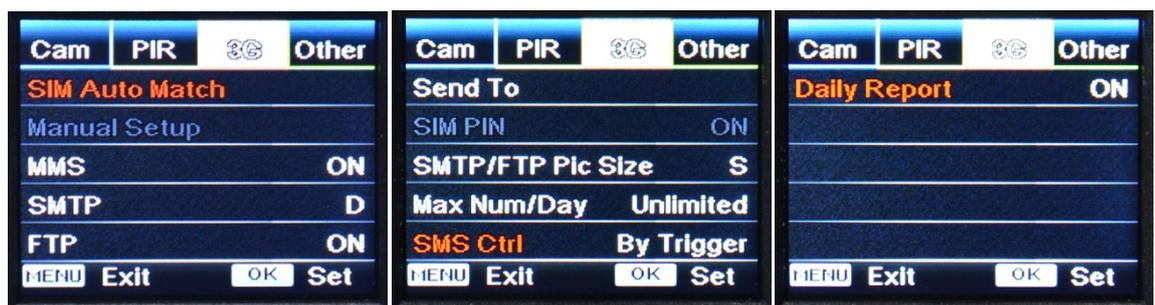 Cam PIR 3G Other
SIM Auto Match
Manual Setup
MMS ON
SMTP D
FTP ON
MENU Exit OK Set
Cam PIR 3G Other
Send To
SIM PIN ON
SMTP/FTP Pic Size S
Max Num/Day Unlimited
SMS Ctrl By Trigger
MENU Exit OK Set
Cam PIR 3G Other
Daily Report ON
MENU Exit OK Set